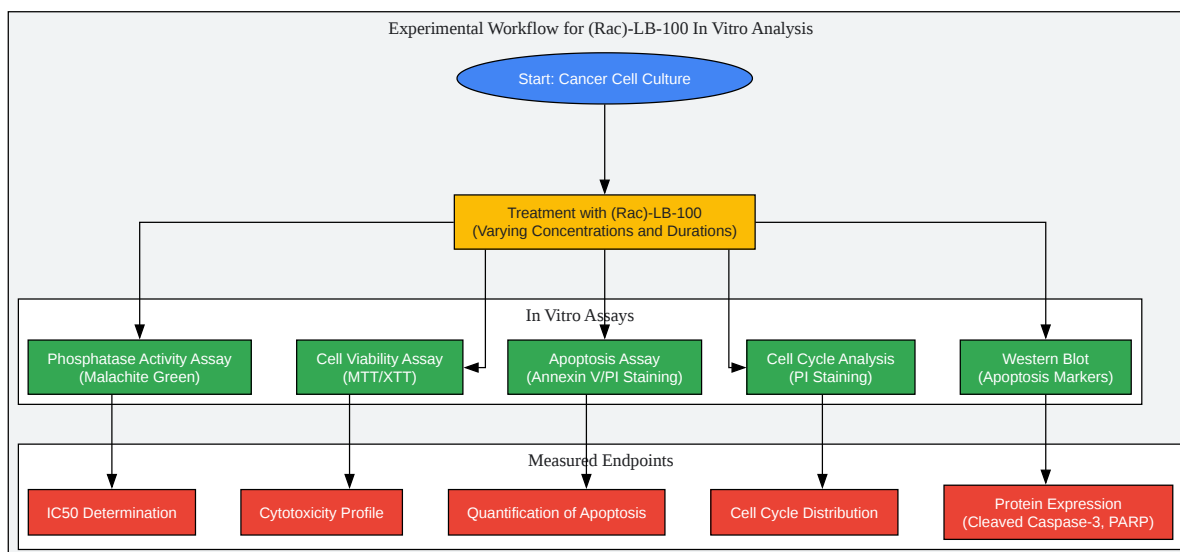 Experimental Workflow for (Rac)-LB-100 In Vitro Analysis
Start: Cancer Cell Culture
Treatment with (Rac)-LB-100
(Varying Concentrations and Durations)
In Vitro Assays
Phosphatase Activity Assay
(Malachite Green)
Cell Viability Assay
(MTT/XTT)
Apoptosis Assay
(Annexin V/PI Staining)
Cell Cycle Analysis
(PI Staining)
Western Blot
(Apoptosis Markers)
Measured Endpoints
IC50 Determination
Cytotoxicity Profile
Quantification of Apoptosis
Cell Cycle Distribution
Protein Expression
(Cleaved Caspase-3, PARP)